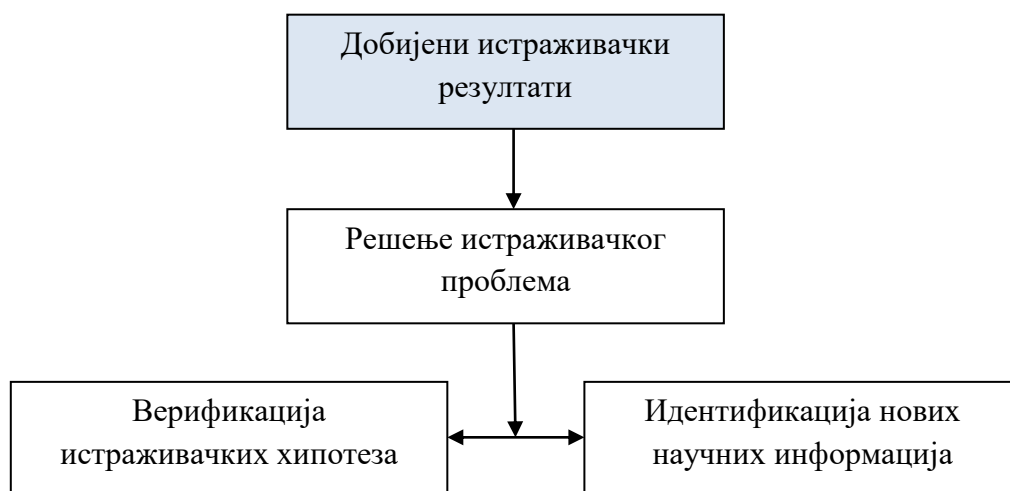 Добијени истраживачки
резултати
Решење истраживачког
проблема
Верификација
истраживачких хипотеза
Идентификација нових
научних информација